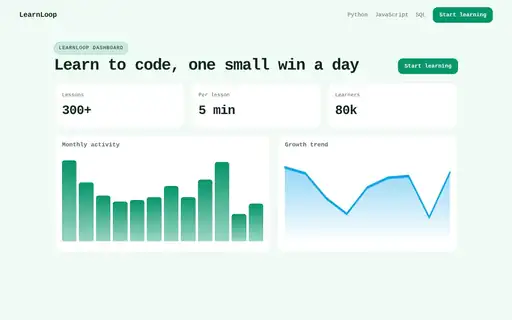 LearnLoop
Python JavaScript SQL Start learning
LEARNLOOP DASHBOARD
Learn to code, one small win a day
Start learning
Lessons
300+
Per lesson
5 min
Learners
80k
Monthly activity
Growth trend